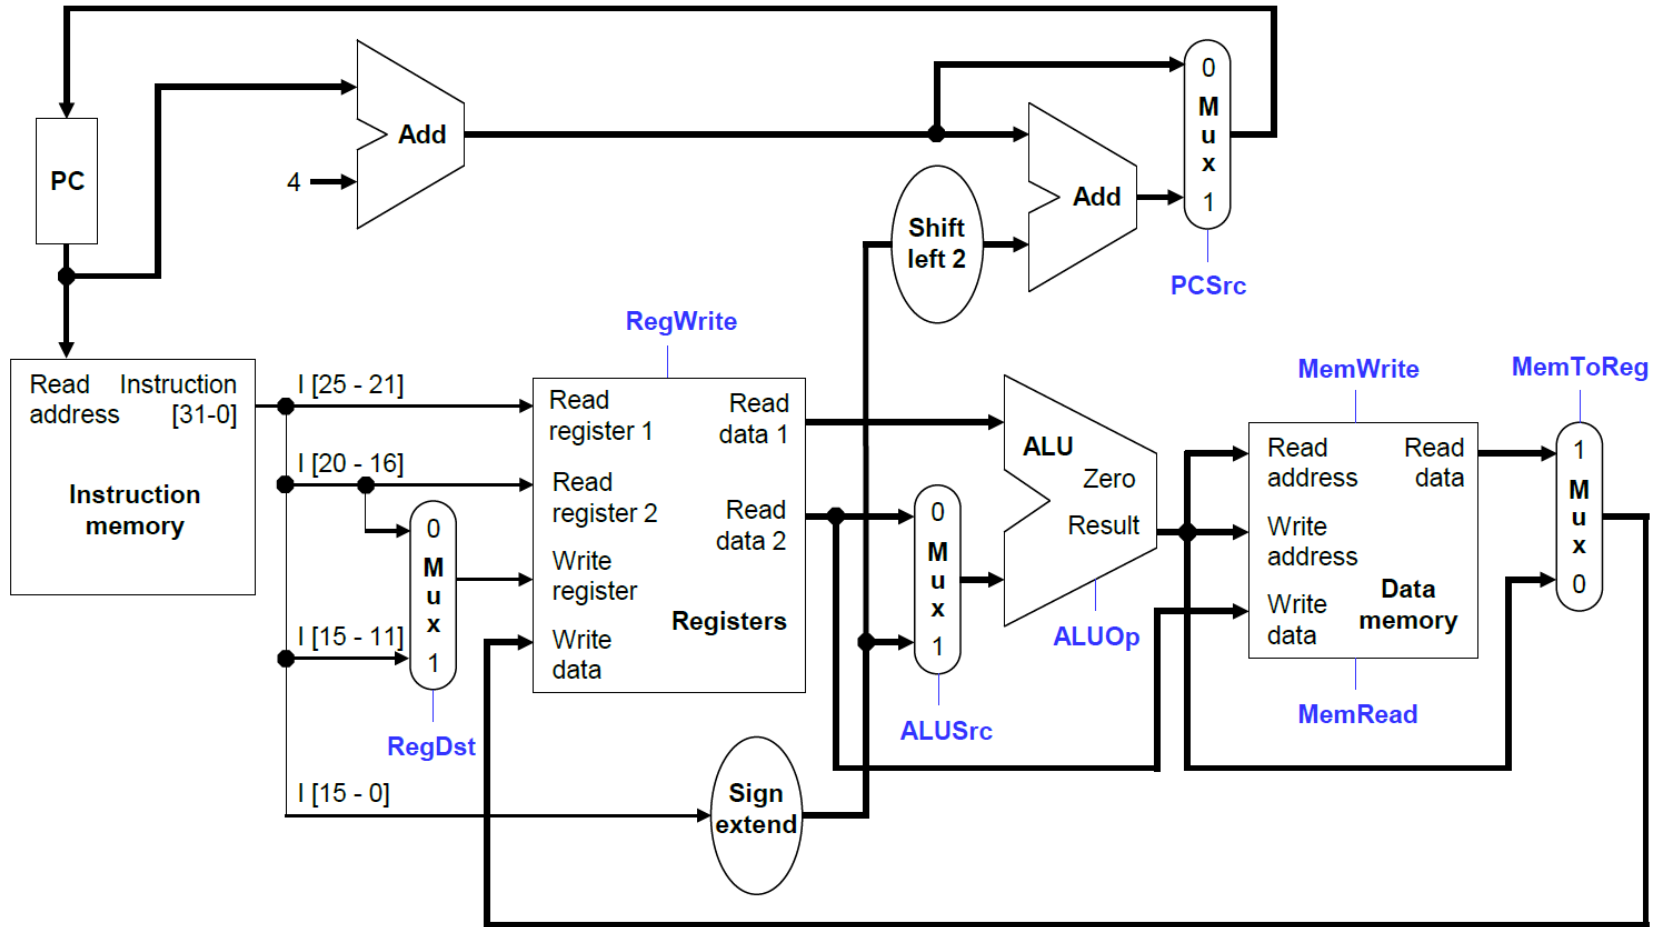 PC
Add
4
Add
Shift
left 2
0
M
u
x
1
PCSrc
RegWrite
MemWrite
MemToReg
Read
address
Instruction
[31-0]
Instruction
memory
I [25 - 21]
I [20 - 16]
I [15 - 11]
I [15 - 0]
0
M
u
x
1
RegDst
Read
register 1
Read
register 2
Write
register
Write
data
Read
data 1
Read
data 2
Registers
Sign
extend
0
M
u
x
1
ALUSrc
ALU
Zero
Result
ALUOp
Read
address
Write
address
Write
data
Read
data
Data
memory
MemRead
1
M
u
x
0